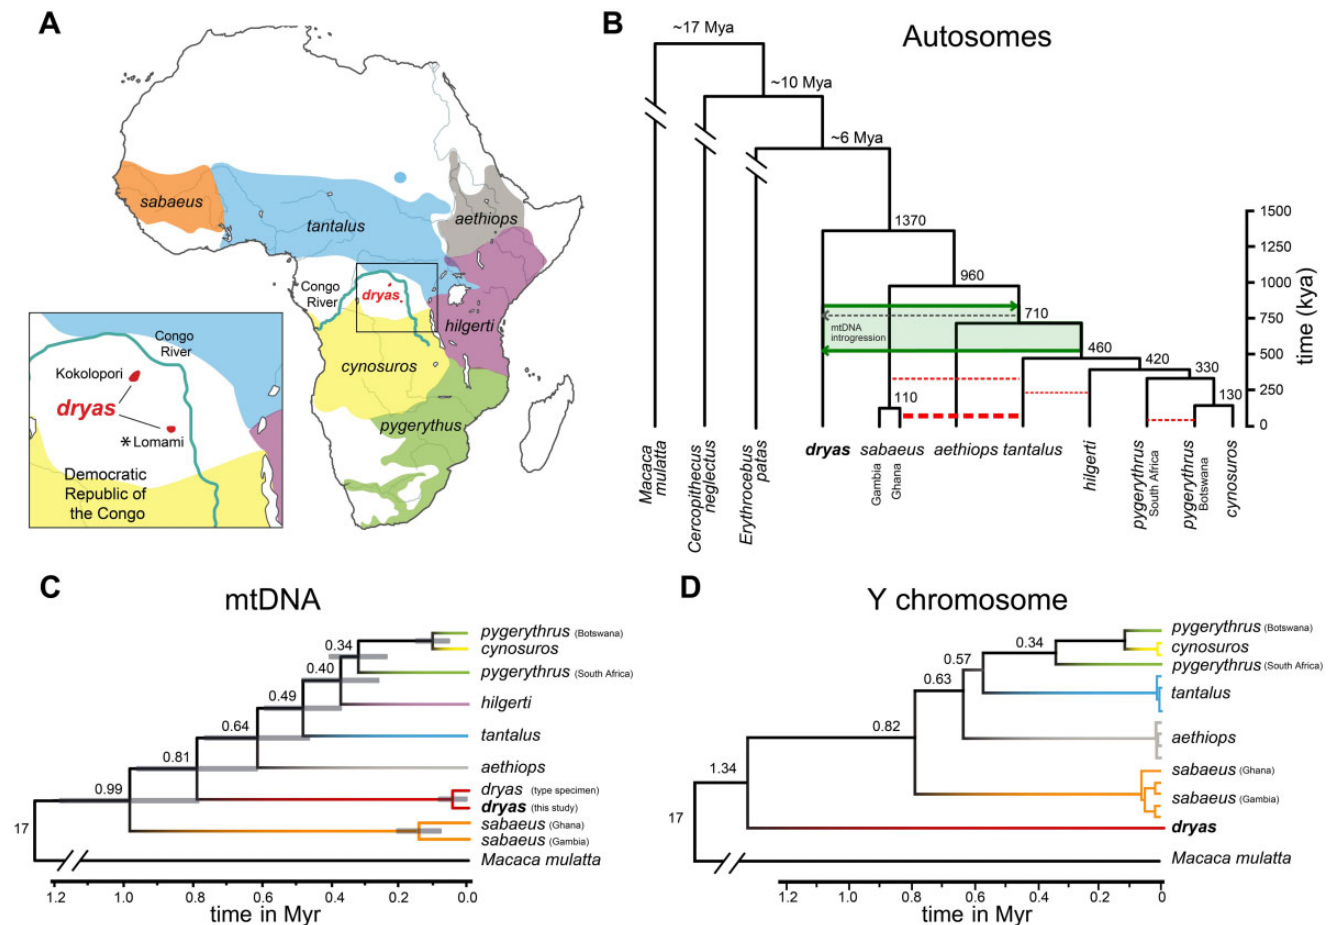 A
sabaeus
tantalus
aethiops
Congo
River
dryas
hilgerti
cynosuros
pygerythus
Congo
River
Kokolopori
dryas
*Lomami
Democratic
Republic of
the Congo
B
Autosomes
~17 Mya
~10 Mya
~6 Mya
1370
960
710
mtDNA
introgression
460
420
330
110
130
1500
1250
1000
750
500
250
0
time (kya)
Macaca
mulatta
Cercopithecus
neglectus
Erythrocebus
patas
dryas
sabaeus
Gambia
Ghana
aethiops
tantalus
hilgerti
pygerythrus
South Africa
pygerythrus
Botswana
cynosuros
C
mtDNA
pygerythrus (Botswana)
0.34
cynosuros
0.40
pygerythrus (South Africa)
0.49
hilgerti
0.64
tantalus
0.81
aethiops
0.99
dryas (type specimen)
dryas (this study)
17
sabaeus (Ghana)
sabaeus (Gambia)
Macaca mulatta
1.2 1.0 0.8 0.6 0.4 0.2 0.0
time in Myr
D
Y chromosome
pygerythrus (Botswana)
0.34
cynosuros
0.57
pygerythrus (South Africa)
0.63
tantalus
0.82
aethiops
1.34
sabaeus (Ghana)
sabaeus (Gambia)
17
dryas
Macaca mulatta
1.2 1.0 0.8 0.6 0.4 0.2 0
time in Myr